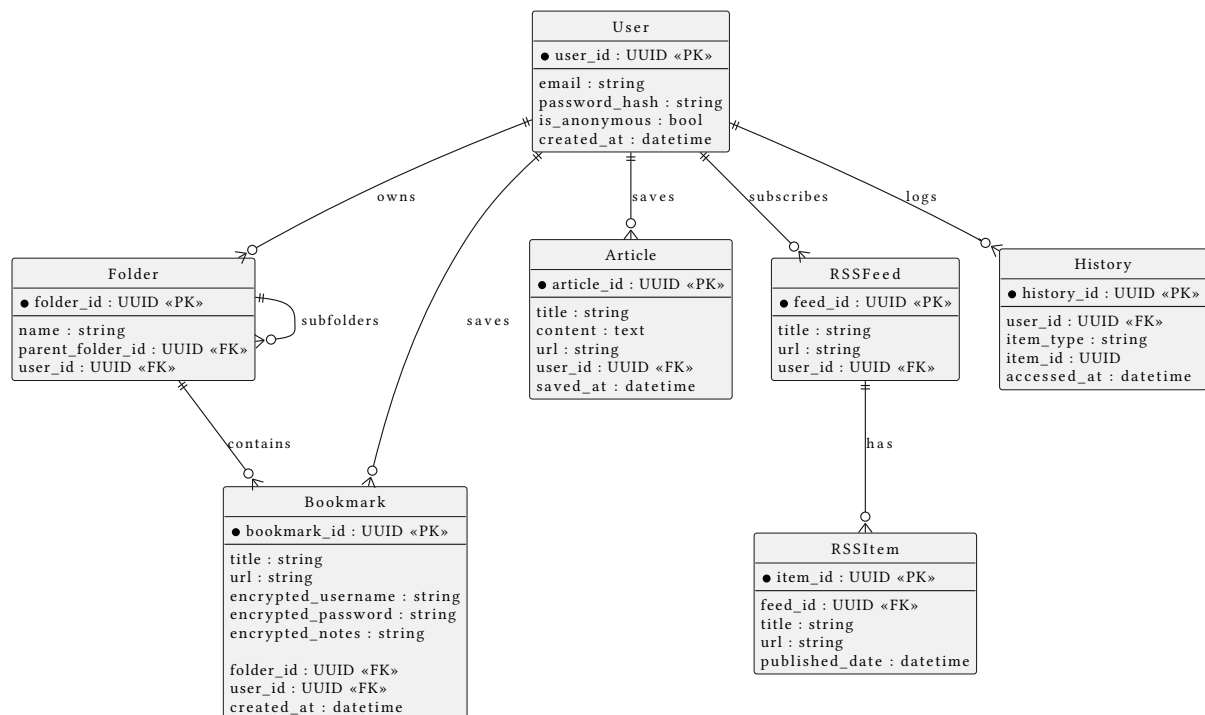 User
● user_id : UUID «PK»
email : string
password_hash : string
is_anonymous : bool
created_at : datetime
owns
saves
subscribes
logs
saves
Folder
● folder_id : UUID «PK»
name : string
parent_folder_id : UUID «FK»
user_id : UUID «FK»
subfolders
Article
● article_id : UUID «PK»
title : string
content : text
url : string
user_id : UUID «FK»
saved_at : datetime
RSSFeed
● feed_id : UUID «PK»
title : string
url : string
user_id : UUID «FK»
History
● history_id : UUID «PK»
user_id : UUID «FK»
item_type : string
item_id : UUID
accessed_at : datetime
contains
has
Bookmark
● bookmark_id : UUID «PK»
title : string
url : string
encrypted_username : string
encrypted_password : string
encrypted_notes : string
folder_id : UUID «FK»
user_id : UUID «FK»
created_at : datetime
RSSItem
● item_id : UUID «PK»
feed_id : UUID «FK»
title : string
url : string
published_date : datetime